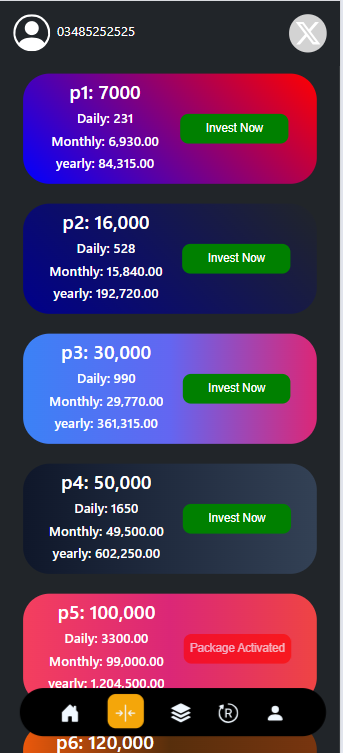 03485252525
p1: 7000
Daily: 231
Monthly: 6,930.00
yearly: 84,315.00
Invest Now
p2: 16,000
Daily: 528
Monthly: 15,840.00
yearly: 192,720.00
Invest Now
p3: 30,000
Daily: 990
Monthly: 29,770.00
yearly: 361,315.00
Invest Now
p4: 50,000
Daily: 1650
Monthly: 49,500.00
yearly: 602,250.00
Invest Now
p5: 100,000
Daily: 3300.00
Monthly: 99,000.00
yearly: 1,204,500.00
Package Activated
R
p6: 120,000